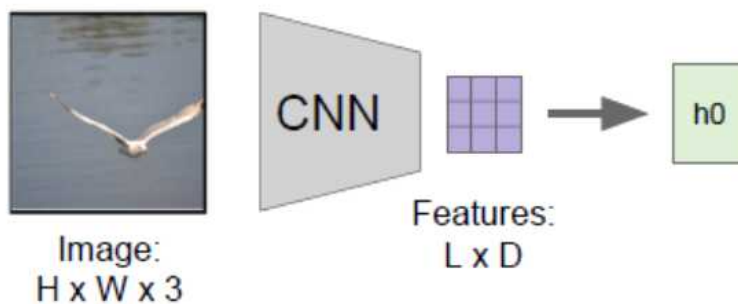 CNN
h0
Features:
L x D
Image:
H x W x 3